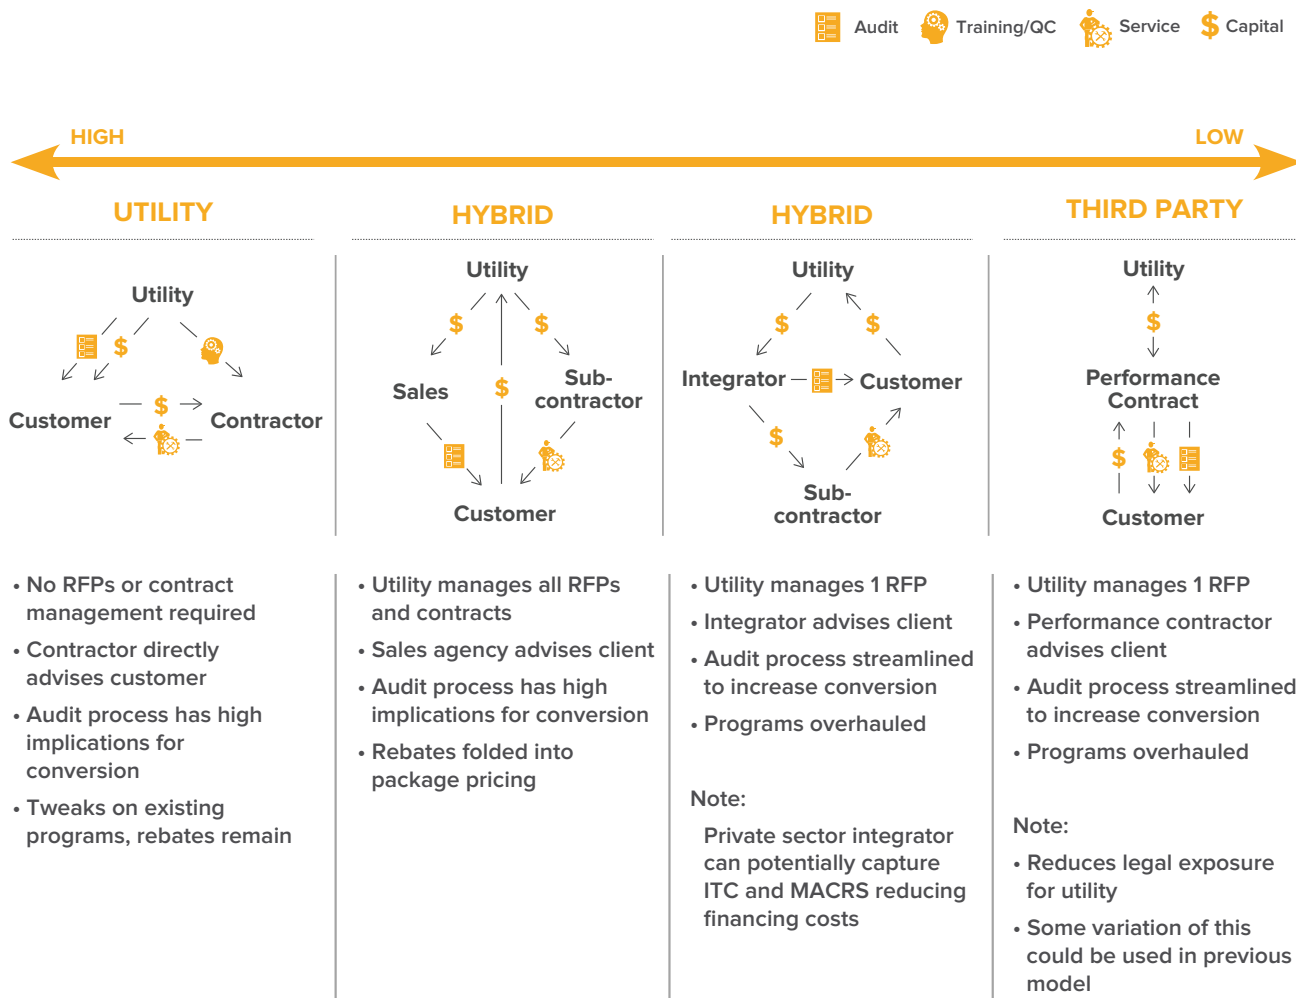 Audit
Training/QC
Service
$ Capital
HIGH
LOW
UTILITY
HYBRID
HYBRID
THIRD PARTY
Utility
$
Customer
$
Contractor
Utility
$
$
Sales
$
Sub-
contractor
Customer
Utility
$
$
Integrator
Customer
$
Sub-
contractor
Utility
$
Performance
Contract
$
Customer
• No RFPs or contract
management required
• Contractor directly
advises customer
• Audit process has high
implications for
conversion
• Tweaks on existing
programs, rebates remain
• Utility manages all RFPs
and contracts
• Sales agency advises client
• Audit process has high
implications for conversion
• Rebates folded into
package pricing
• Utility manages 1 RFP
• Integrator advises client
• Audit process streamlined
to increase conversion
• Programs overhauled
Note:
Private sector integrator
can potentially capture
ITC and MACRS reducing
financing costs
• Utility manages 1 RFP
• Performance contractor
advises client
• Audit process streamlined
to increase conversion
• Programs overhauled
Note:
• Reduces legal exposure
for utility
• Some variation of this
could be used in previous
model